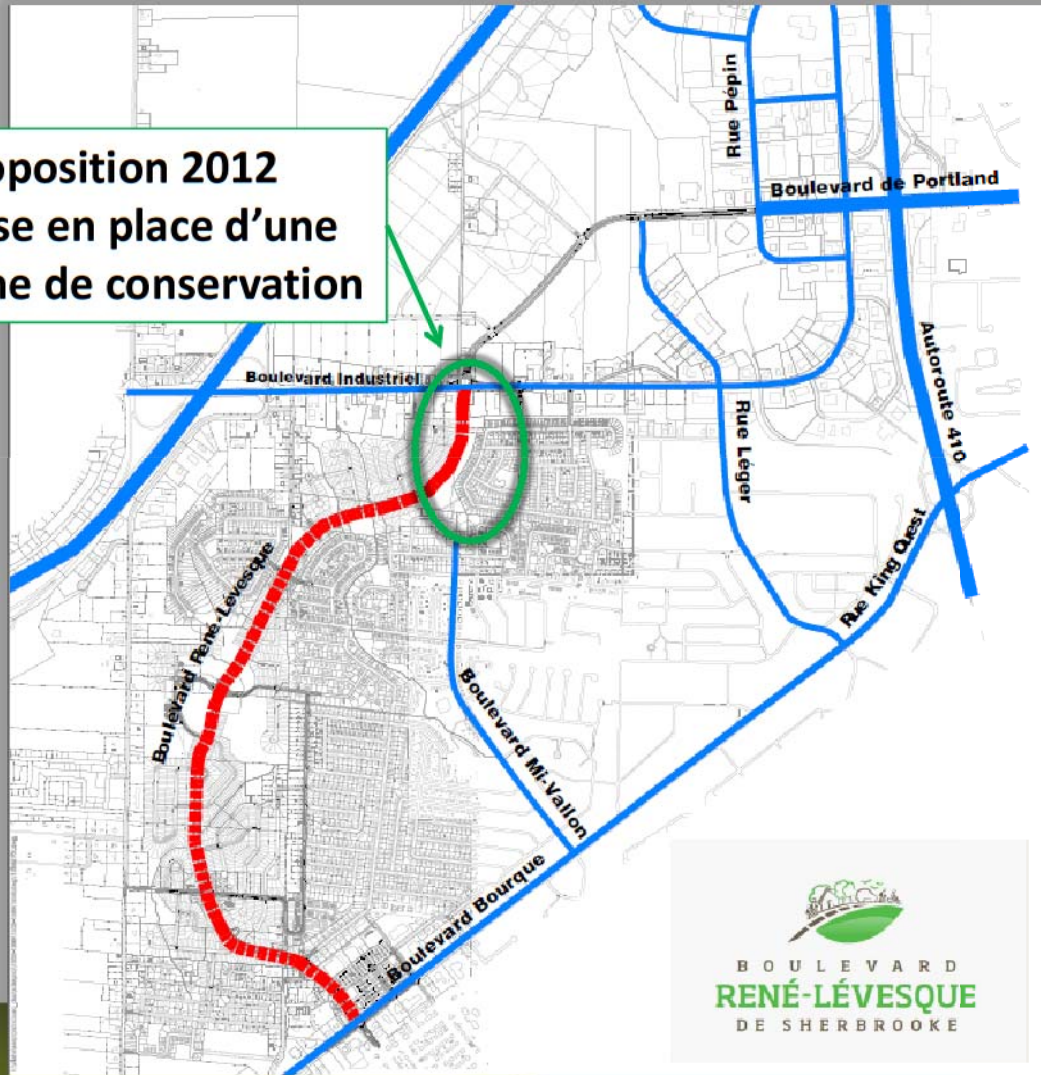 oposition 2012
se en place d'une
ne de conservation
Rue Pépin
Boulevard de Portland
Boulevard Industriel
Autoroute 410
Rue Léger
Rue King Ouest
Boulevard René-Lévesque
Boulevard Mi-Vallon
Boulevard Bourque
BOULEVARD
RENÉ-LÉVESQUE
DE SHERBROOKE